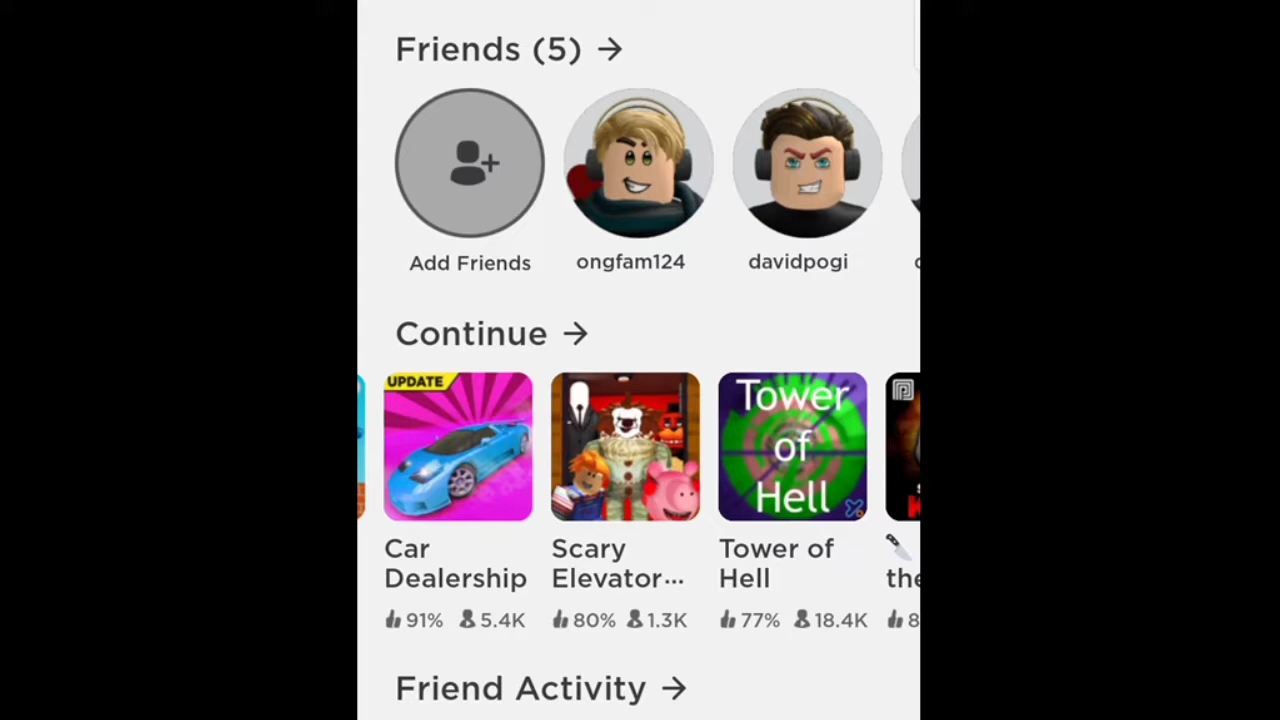 Friends (5) →
Add Friends
ongfam124
davidpogi
Continue →
UPDATE
Tower
of
Hell
Car
Dealership
Scary
Elevator...
Tower of
Hell
the
91% 5.4K
80% 1.3K
77% 18.4K
8
Friend Activity →